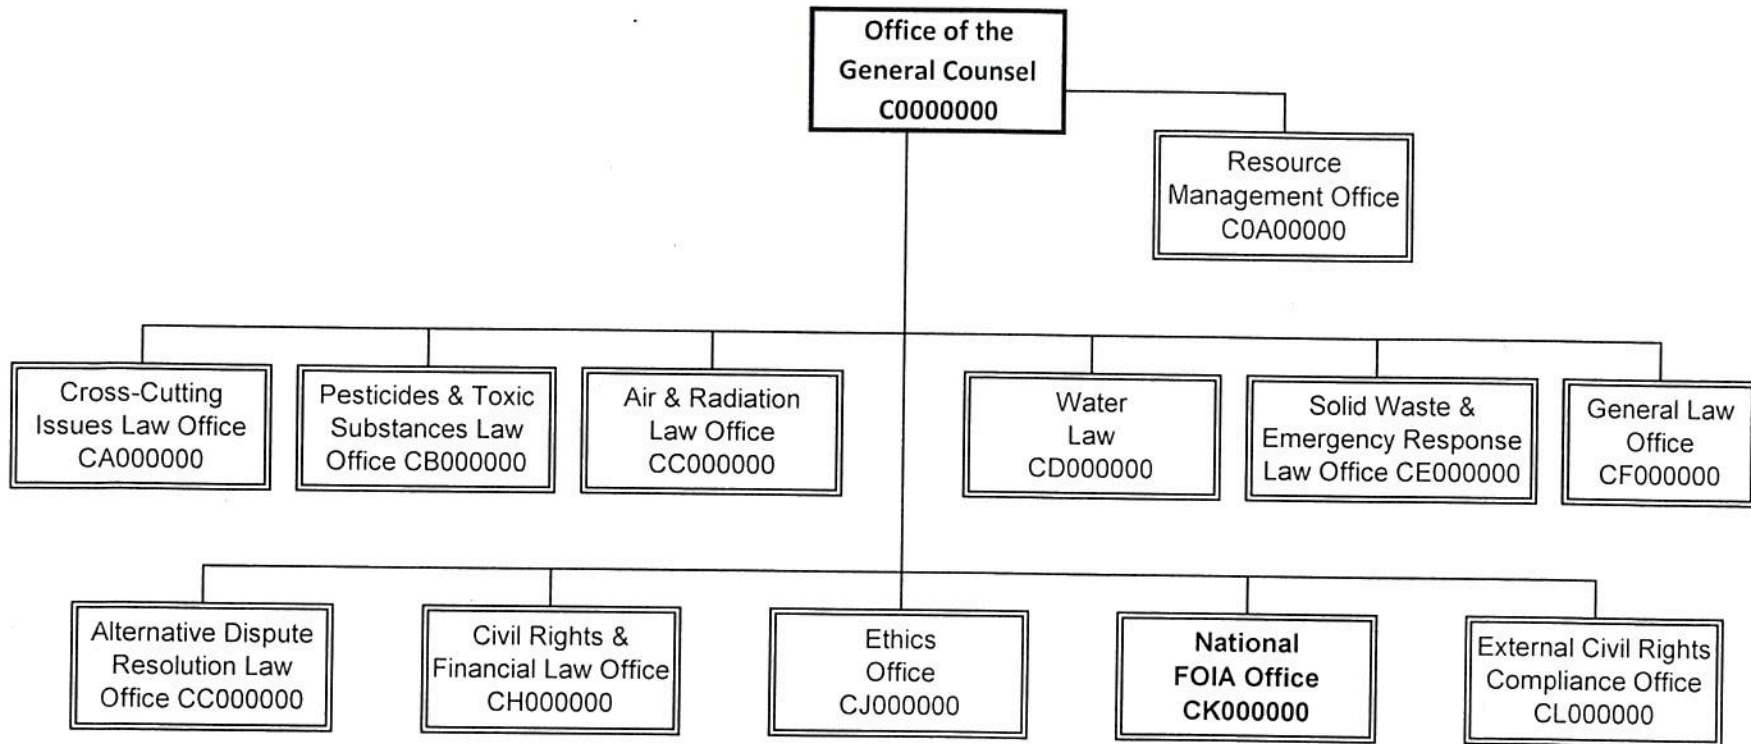 Office of the
General Counsel
C0000000
Resource
Management Office
C0A00000
Cross-Cutting
Issues Law Office
CA000000
Pesticides & Toxic
Substances Law
Office CB000000
Air & Radiation
Law Office
CC000000
Water
Law
CD000000
Solid Waste &
Emergency Response
Law Office CE000000
General Law
Office
CF000000
Alternative Dispute
Resolution Law
Office CC000000
Civil Rights &
Financial Law Office
CH000000
Ethics
Office
CJ000000
National
FOIA Office
CK000000
External Civil Rights
Compliance Office
CL000000